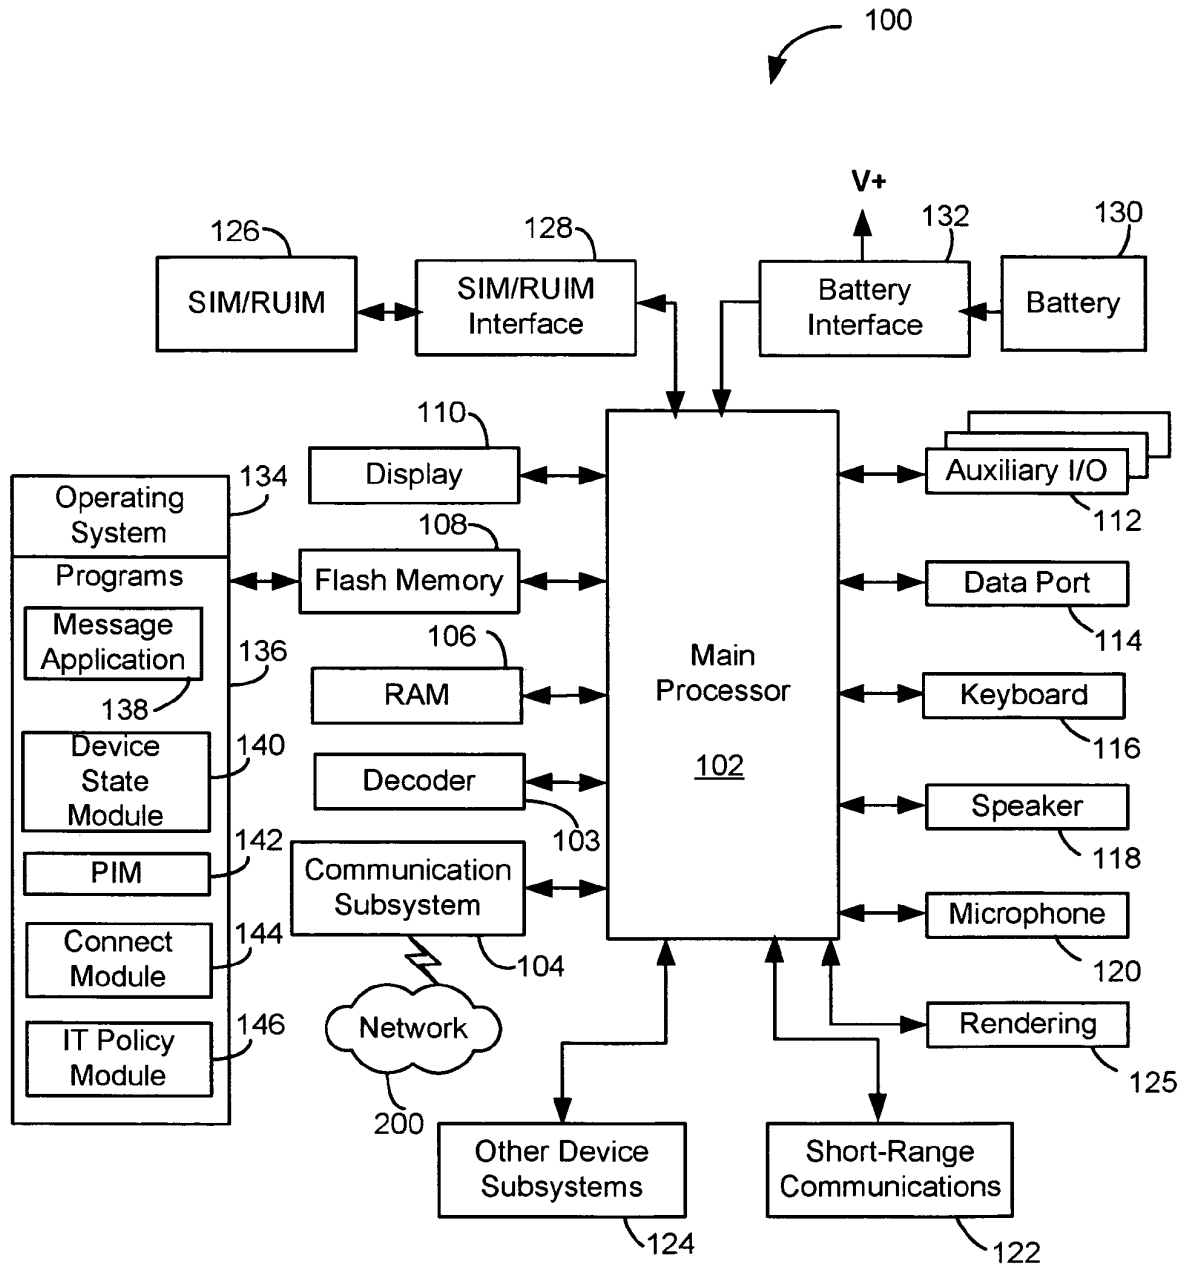 100
V+
126
128
132
130
SIM/RUIM
SIM/RUIM
Interface
Battery
Interface
Battery
110
Display
Auxiliary I/O
112
134
Operating
System
108
Flash Memory
Data Port
114
Programs
Message
Application
138
136
106
RAM
Main
Processor
102
Keyboard
116
Device
State
Module
140
Decoder
103
Speaker
118
142
PIM
Communication
Subsystem
104
Microphone
120
Connect
Module
144
Network
200
Rendering
125
IT Policy
Module
146
Other Device
Subsystems
124
Short-Range
Communications
122